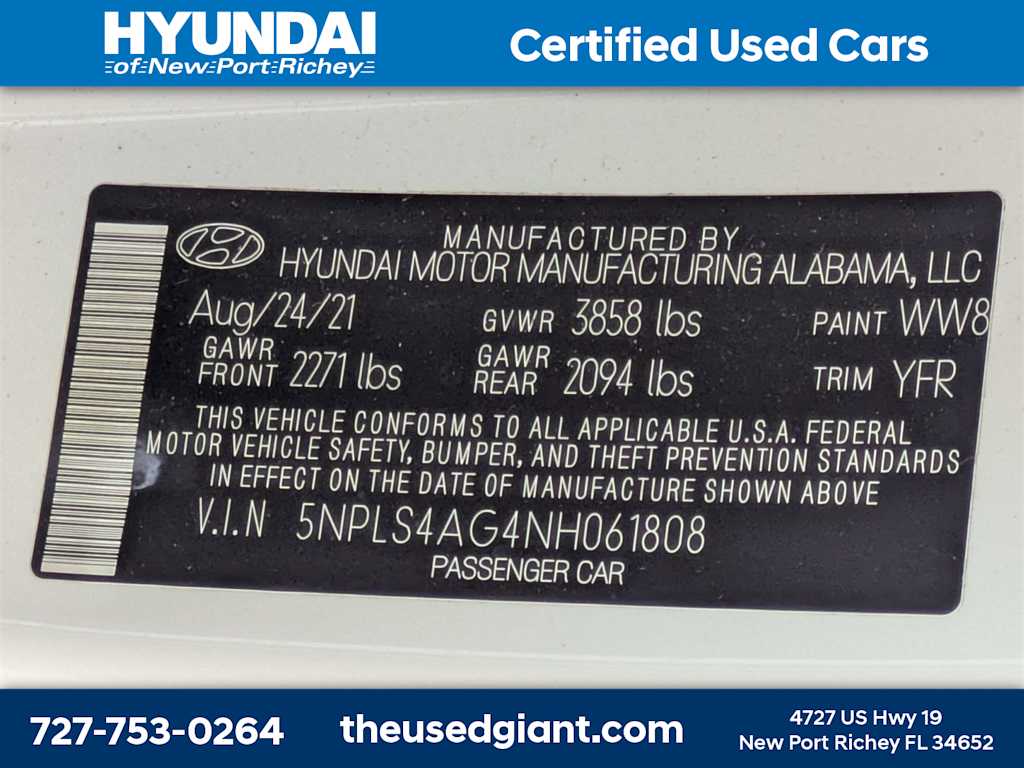 HYUNDAI
of New Port Richey
Certified Used Cars
MANUFACTURED BY
HYUNDAI MOTOR MANUFACTURING ALABAMA, LLC
Aug/24/21 GVWR 3858 lbs PAINT WW8
GAWR FRONT 2271 lbs GAWR REAR 2094 lbs TRIM YFR
THIS VEHICLE CONFORMS TO ALL APPLICABLE U.S.A. FEDERAL
MOTOR VEHICLE SAFETY, BUMPER, AND THEFT PREVENTION STANDARDS
IN EFFECT ON THE DATE OF MANUFACTURE SHOWN ABOVE
V.I.N 5NPLS4AG4NH061808
PASSENGER CAR
727-753-0264 theusedgiant.com
4727 US Hwy 19
New Port Richey FL 34652